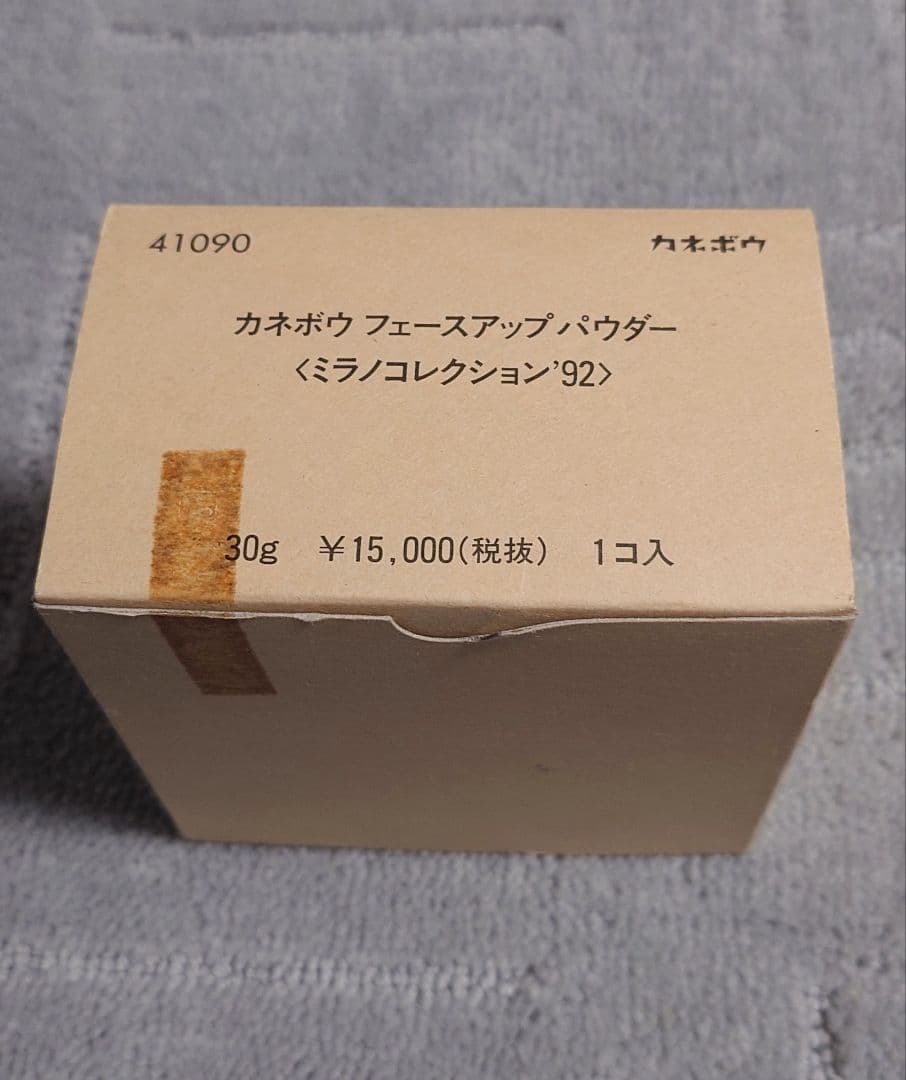 41090 カネボウ
カネボウ フェースアップ パウダー
〈ミラノコレクション'92〉
30g ￥15,000(税抜) 1コ入